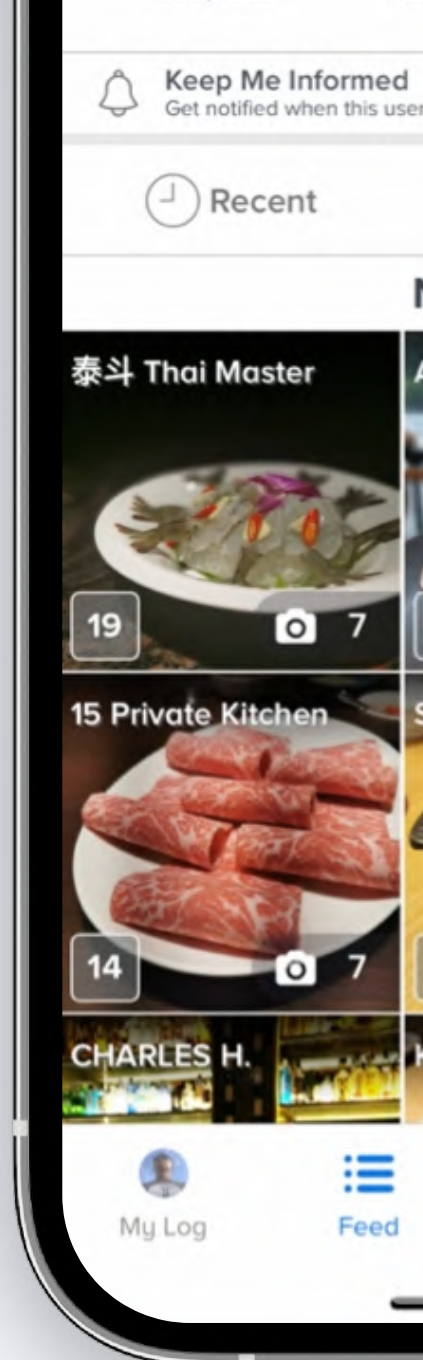 Keep Me Informed
Get notified when this user
Recent
泰斗 Thai Master
19
7
15 Private Kitchen
14
7
CHARLES H.
My Log
Feed